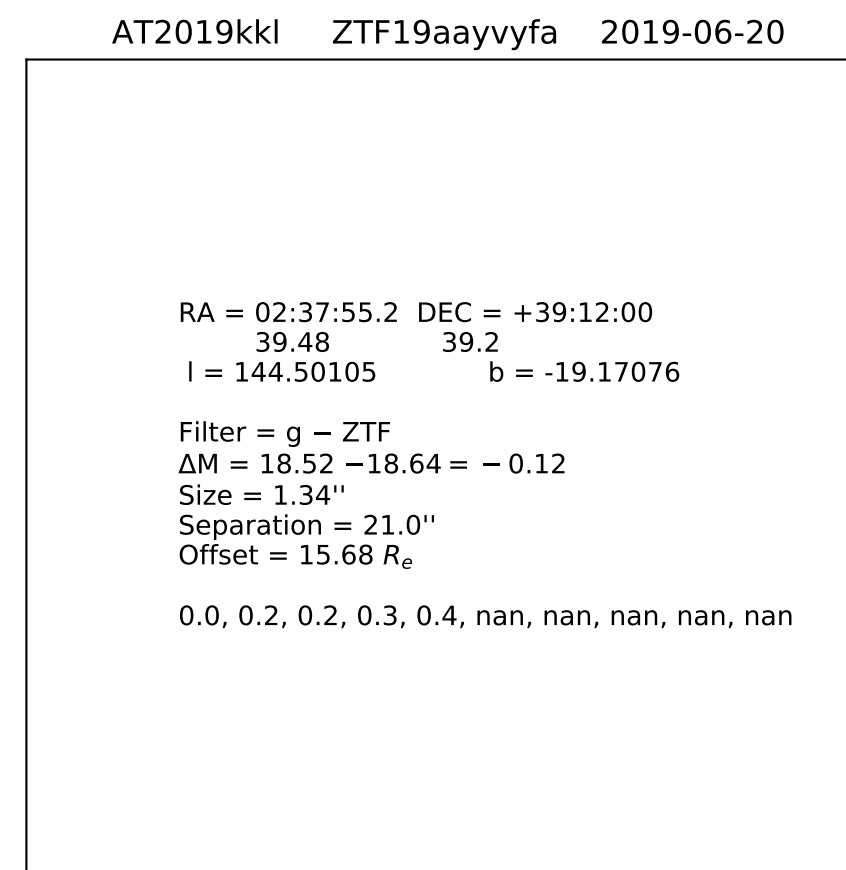 AT2019kkl ZTF19aayvyfa 2019-06-20
RA = 02:37:55.2 DEC = +39:12:00
39.48 39.2
l = 144.50105 b = -19.17076
Filter = g − ZTF
ΔM = 18.52 −18.64 = − 0.12
Size = 1.34''
Separation = 21.0''
Offset = 15.68 Rₑ
0.0, 0.2, 0.2, 0.3, 0.4, nan, nan, nan, nan, nan